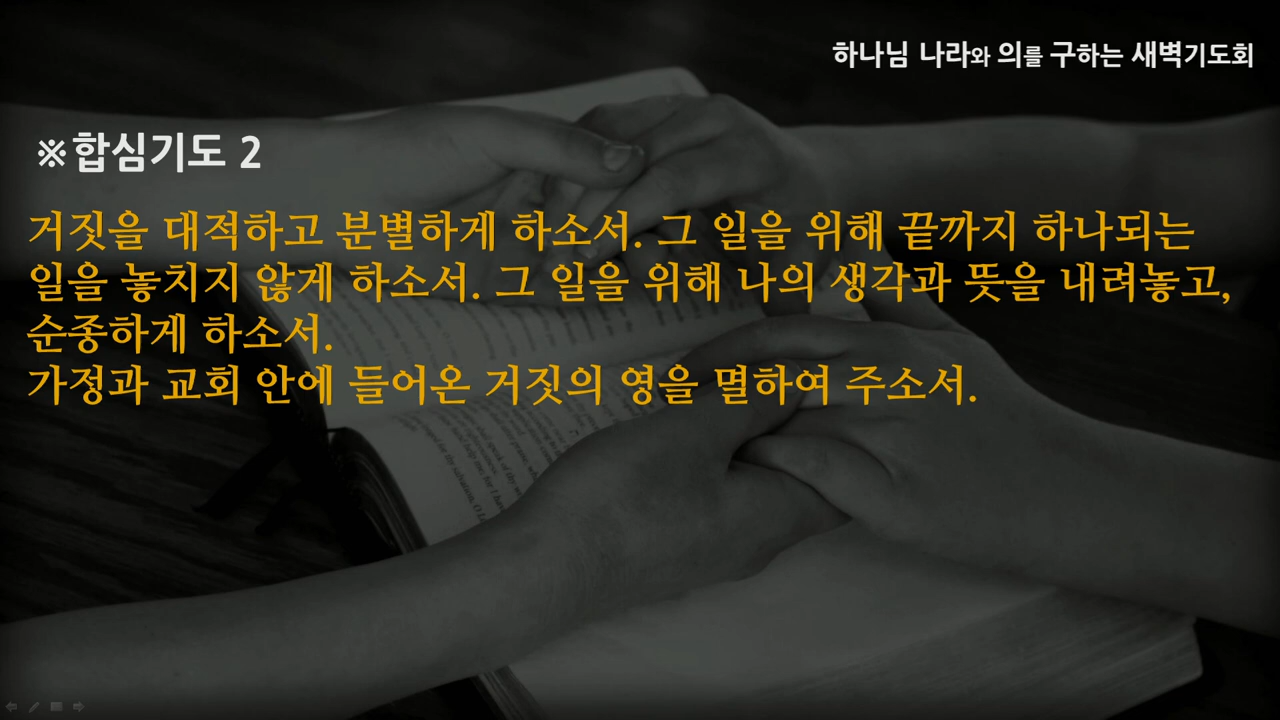 하나님 나라와 의를 구하는 새벽기도회
※합심기도 2
거짓을 대적하고 분별하게 하소서. 그 일을 위해 끝까지 하나되는
일을 놓치지 않게 하소서. 그 일을 위해 나의 생각과 뜻을 내려놓고,
순종하게 하소서.
가정과 교회 안에 들어온 거짓의 영을 멸하여 주소서.